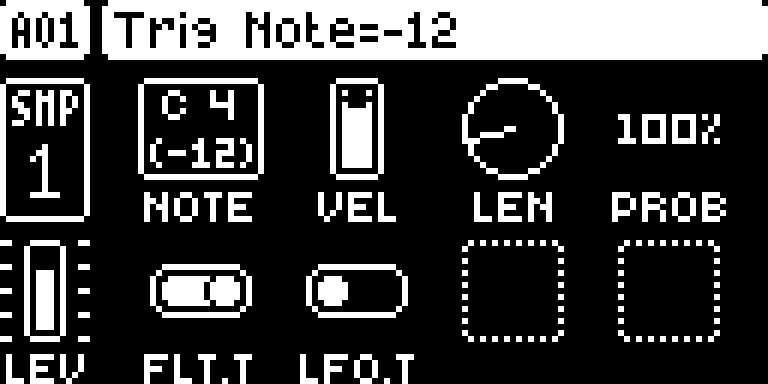 A01 Trig Note=-12
SMP C 4
1 (-12) 100%
NOTE VEL LEN PROB
LEV FLT.T LFO.T